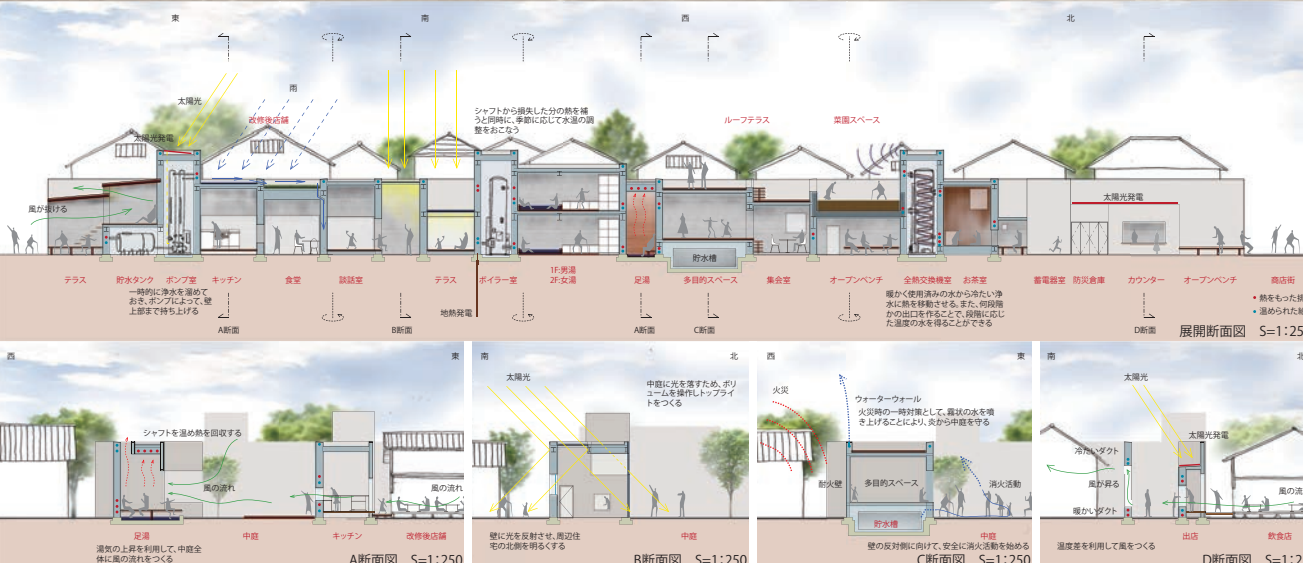 東
南
西
北
太陽光
雨
太陽光発電
改修後店舗
シャフトから損失した分の熱を補
うと同時に、季節に応じて水温の調
整をおこなう
ルーフテラス
菜園スペース
風が抜ける
太陽光発電
貯水槽
テラス
貯水タンク
ポンプ室
キッチン
食堂
談話室
テラス
ボイラー室
1F:男湯
2F:女湯
足湯
多目的スペース
集会室
オープンベンチ
全熱交換機室
お茶室
蓄電器室
防災倉庫
カウンター
オープンベンチ
商店街
一時的に浄水を溜めて
おき、ポンプによって、壁
上部まで持ち上げる
地熱発電
暖かく使用済みの水から冷たい浄
水に熱を移動させる。また、何段階
かの出口を作ることで、段階に応じ
た温度の水を得ることができる
熱をもった排
温められた
A断面
B断面
A断面
C断面
D断面
展開断面図 S=1:25
西
東
シャフトを温め熱を回収する
風の流れ
風の流れ
足湯
中庭
キッチン
改修後店舗
湯気の上昇を利用して、中庭全
体に風の流れをつくる
A断面図 S=1:250
南
北
太陽光
中庭に光を落すため、ボリ
ュームを操作しトップライ
トをつくる
中庭
壁に光を反射させ、周辺住
宅の北側を明るくする
B断面図 S=1:250
西
東
火災
ウォーターウォール
火災時の一時対策として、霧状の水を噴
き上げることにより、炎から中庭を守る
耐火壁
多目的スペース
消火活動
貯水槽
中庭
壁の反対側に向けて、安全に消火活動を始める
C断面図 S=1:250
南
北
太陽光
太陽光発電
冷たいダクト
風が昇る
暖かいダクト
風の流
出店
飲食店
温度差を利用して風をつくる
D断面図 S=1:2